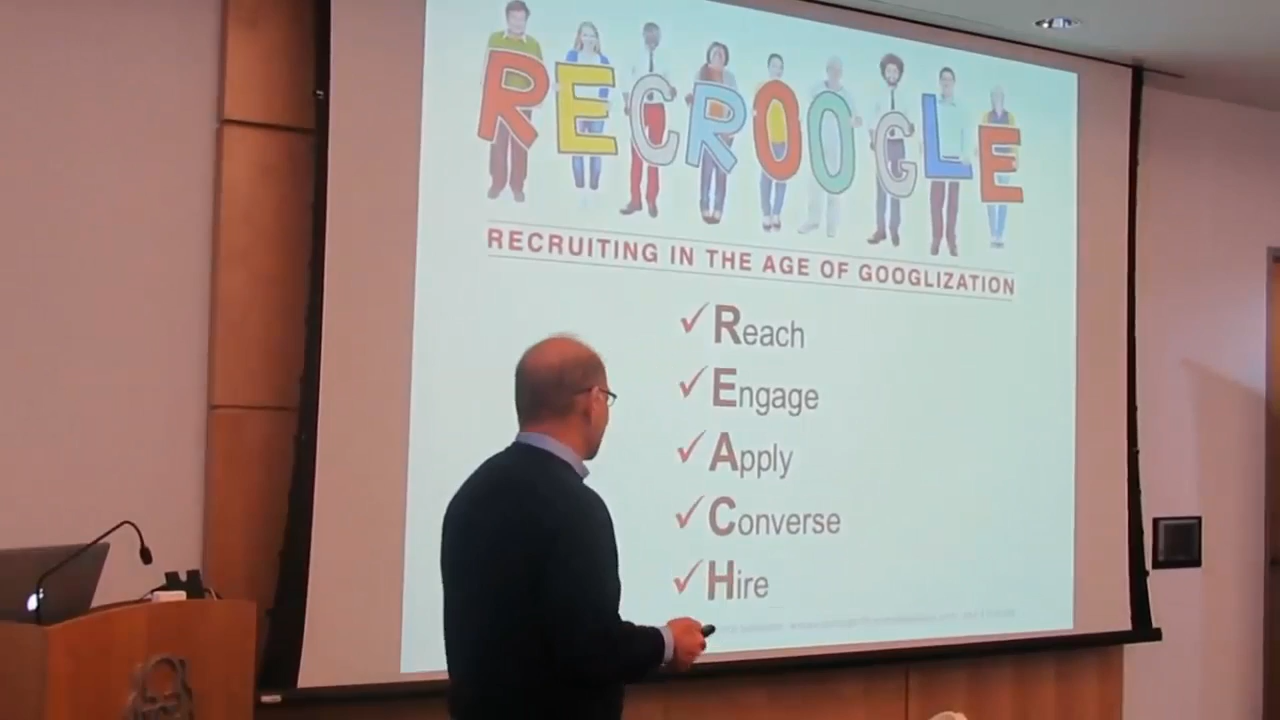 RECROOGLE
RECRUITING IN THE AGE OF GOOGLIZATION
✓ Reach
✓ Engage
✓ Apply
✓ Converse
✓ Hire